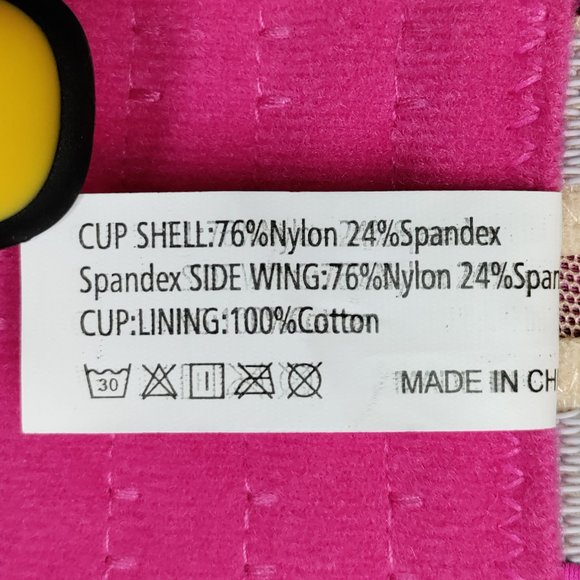 CUP SHELL:76%Nylon 24%Spandex
Spandex SIDE WING:76%Nylon 24%Span
CUP:LINING:100%Cotton
30
MADE IN CH